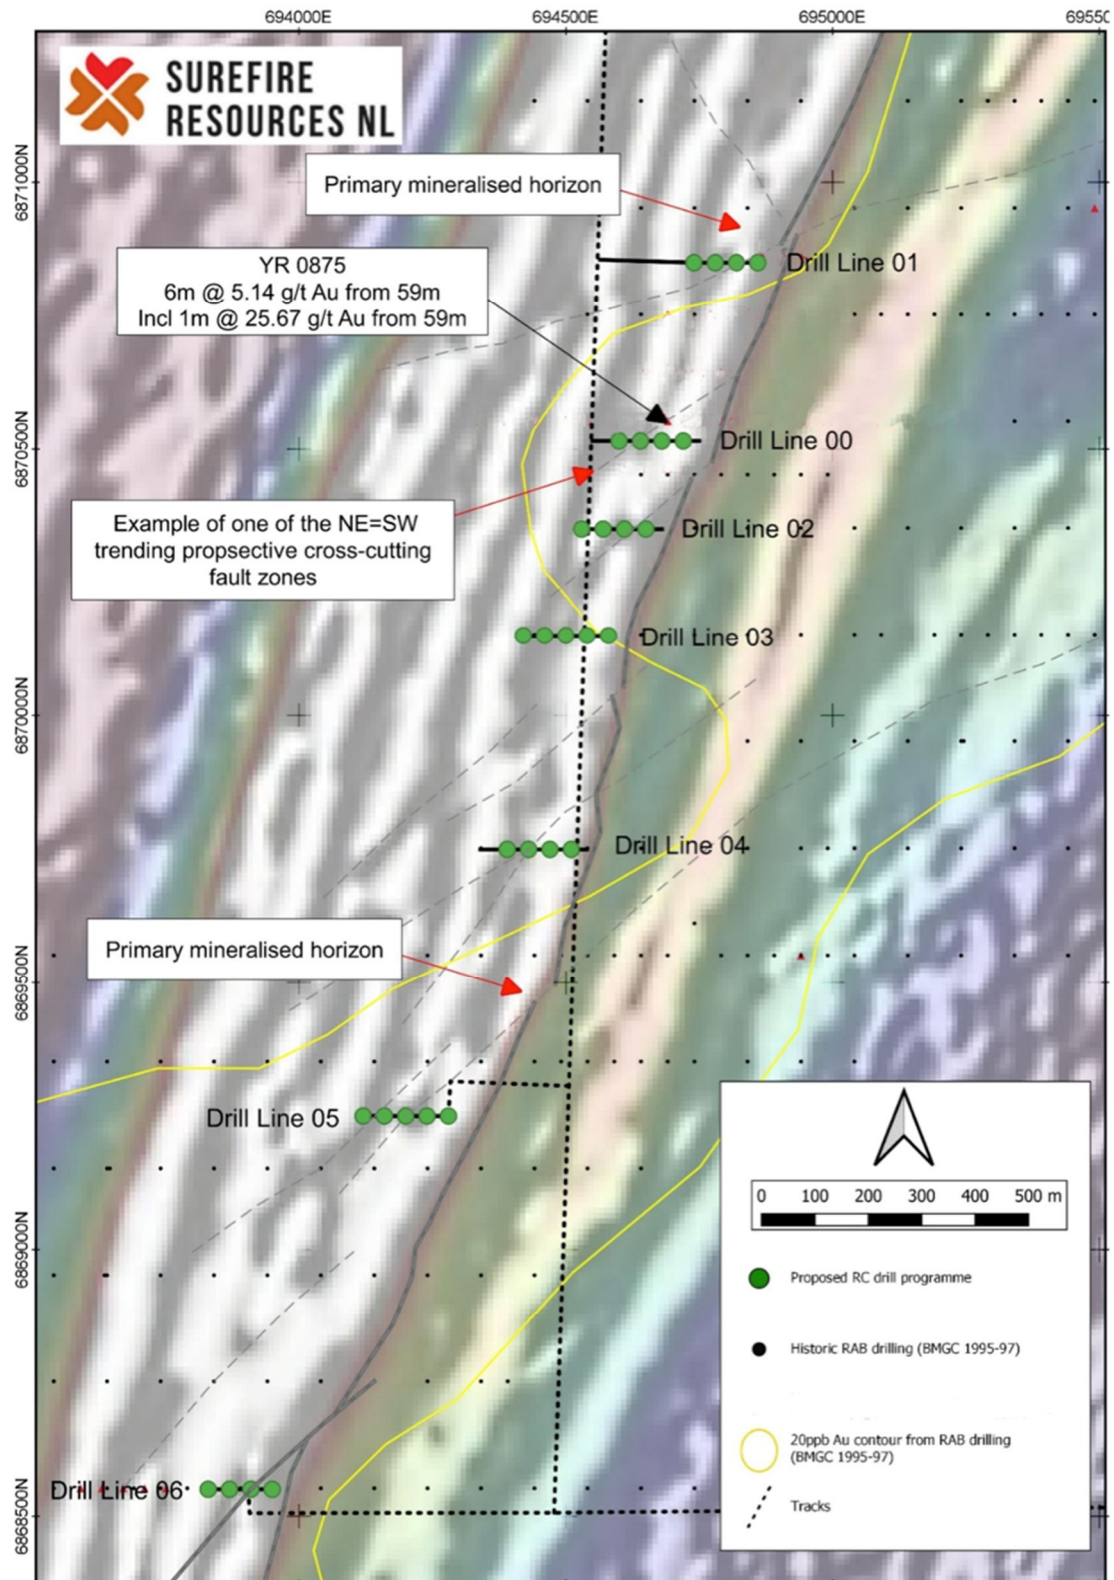 694000E
694500E
695000E
6955
SUREFIRE
RESOURCES NL
6871000N
Primary mineralised horizon
YR 0875
6m @ 5.14 g/t Au from 59m
Incl 1m @ 25.67 g/t Au from 59m
Drill Line 01
6870500N
Drill Line 00
Example of one of the NE=SW
trending propsective cross-cutting
fault zones
Drill Line 02
Drill Line 03
6870000N
Drill Line 04
Primary mineralised horizon
6869500N
Drill Line 05
6869000N
0 100 200 300 400 500 m
Proposed RC drill programme
Historic RAB drilling (BMGC 1995-97)
20ppb Au contour from RAB drilling
(BMGC 1995-97)
Tracks
Drill Line 06
6868500N